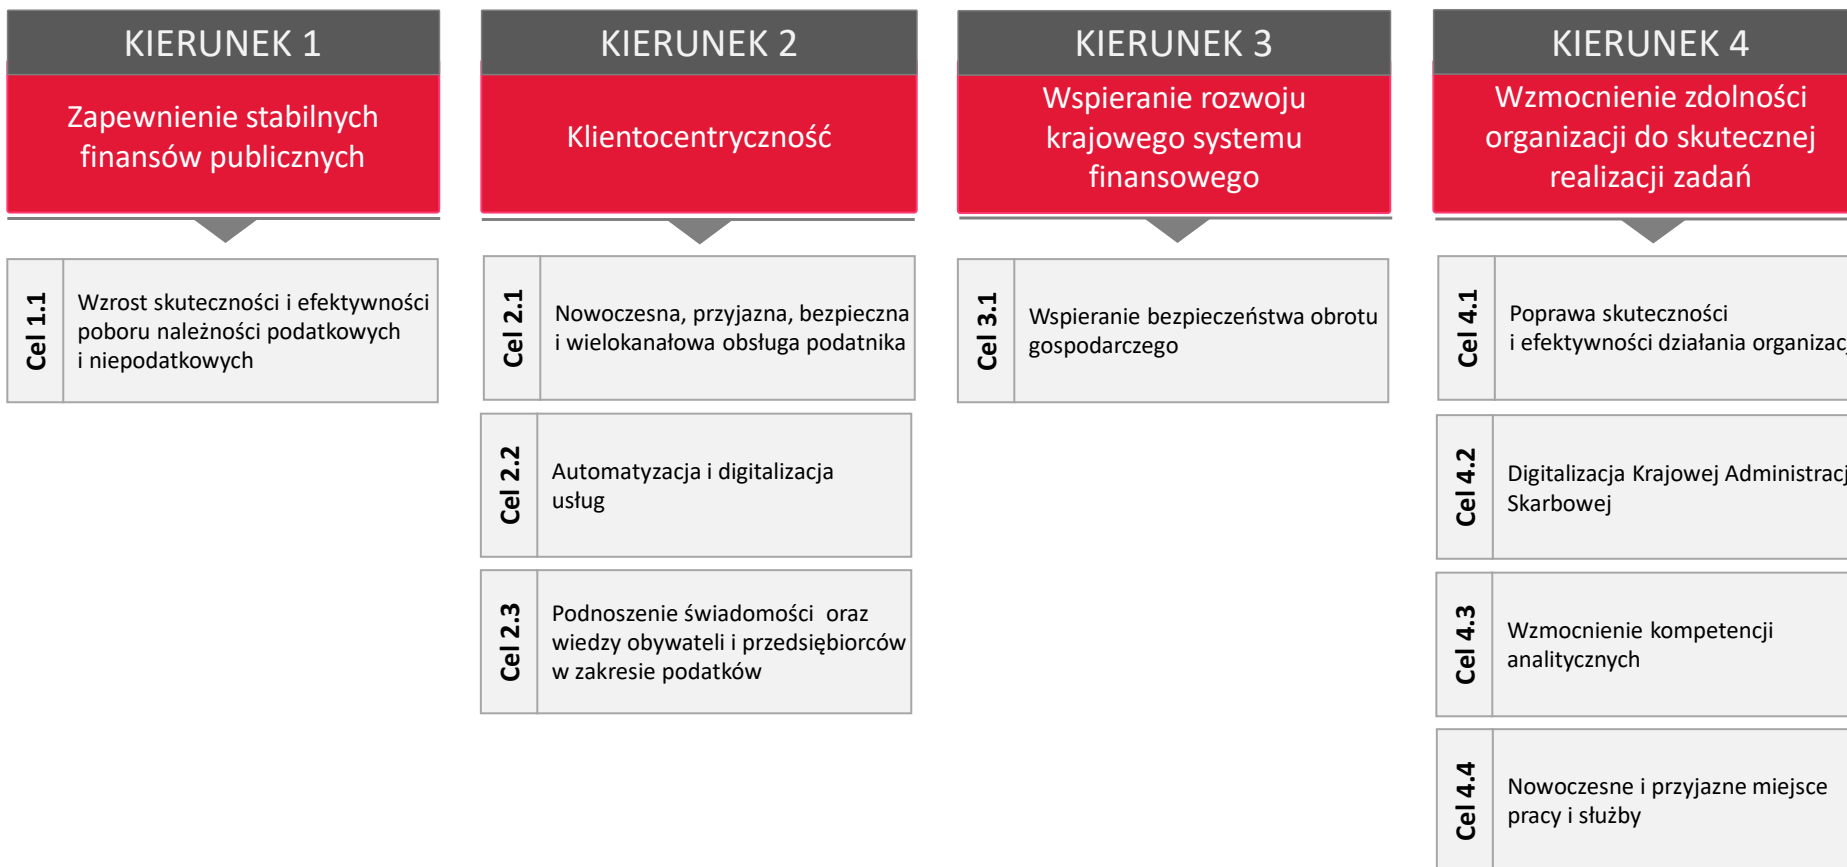 KIERUNEK 1
Zapewnienie stabilnych
finansów publicznych
Cel 1.1
Wzrost skuteczności i efektywności
poboru należności podatkowych
i niepodatkowych
KIERUNEK 2
Klientocentryczność
Cel 2.1
Nowoczesna, przyjazna, bezpieczna
i wielokanałowa obsługa podatnika
Cel 2.2
Automatyzacja i digitalizacja
usług
Cel 2.3
Podnoszenie świadomości  oraz
wiedzy obywateli i przedsiębiorców
w zakresie podatków
KIERUNEK 3
Wspieranie rozwoju
krajowego systemu
finansowego
Cel 3.1
Wspieranie bezpieczeństwa obrotu
gospodarczego
KIERUNEK 4
Wzmocnienie zdolności
organizacji do skutecznej
realizacji zadań
Cel 4.1
Poprawa skuteczności
i efektywności działania
Cel 4.2
Digitalizacja Krajowej
Skarbowej
Cel 4.3
Wzmocnienie kompetencji
analitycznych
Cel 4.4
Nowoczesne i przyjazne miejsce
pracy i służby